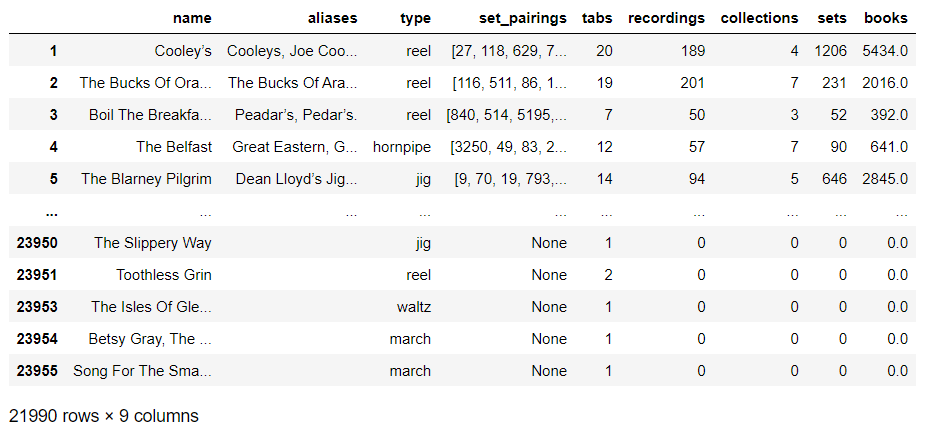 name aliases type set_pairings tabs recordings collections sets books
1 Cooley’s Cooleys, Joe Coo... reel [27, 118, 629, 7... 20 189 4 1206 5434.0
2 The Bucks Of Ora... The Bucks Of Ara... reel [116, 511, 86, 1... 19 201 7 231 2016.0
3 Boil The Breakfa... Peadar’s, Pedar’s. reel [840, 514, 5195,... 7 50 3 52 392.0
4 The Belfast Great Eastern, G... hornpipe [3250, 49, 83, 2... 12 57 7 90 641.0
5 The Blarney Pilgrim Dean Lloyd’s Jig... jig [9, 70, 19, 793,... 14 94 5 646 2845.0
... ... ... ... ... ... ... ... ... ...
23950 The Slippery Way jig None 1 0 0 0 0.0
23951 Toothless Grin reel None 2 0 0 0 0.0
23953 The Isles Of Gle... waltz None 1 0 0 0 0.0
23954 Betsy Gray, The ... march None 1 0 0 0 0.0
23955 Song For The Sma... march None 1 0 0 0 0.0
21990 rows × 9 columns